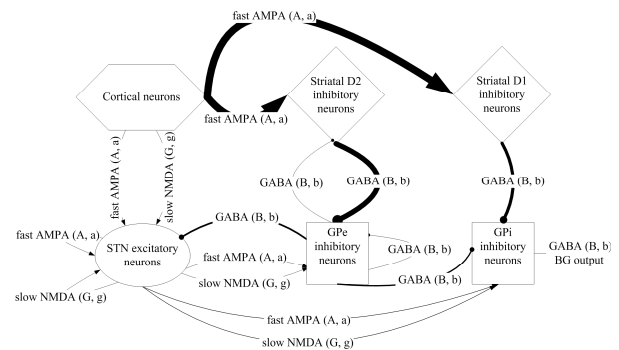 fast AMPA (A, a)
Cortical neurons
Striatal D2
inhibitory
neurons
Striatal D1
inhibitory
neurons
fast AMPA (A, a)
fast AMPA (A, a)
slow NMDA (G, g)
GABA (B, b)
GABA (B, b)
GABA (B, b)
GABA (B, b)
fast AMPA (A, a)
STN excitatory
neurons
fast AMPA (A, a)
slow NMDA (G, g)
GPe
inhibitory
neurons
GABA (B, b)
GABA (B, b)
GPi
inhibitory
neurons
GABA (B, b)
BG output
slow NMDA (G, g)
fast AMPA (A, a)
slow NMDA (G, g)